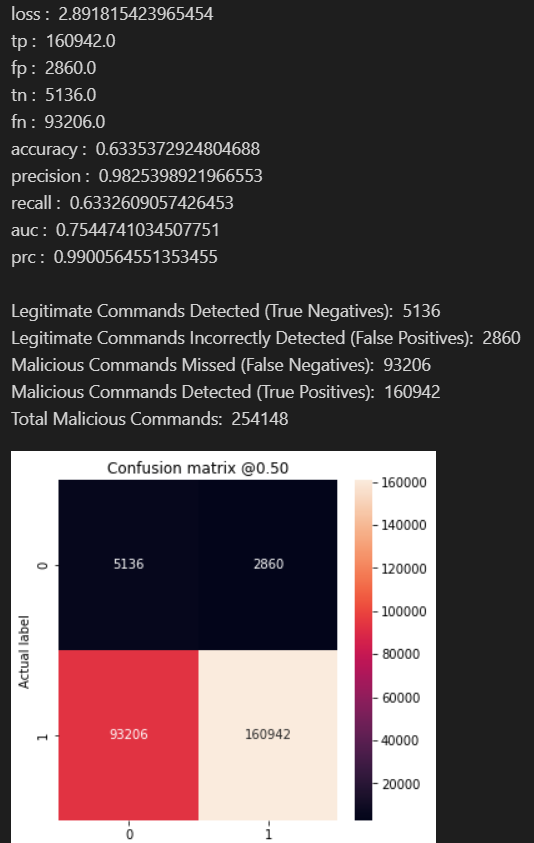 loss :  2.891815423965454
tp :  160942.0
fp :  2860.0
tn :  5136.0
fn :  93206.0
accuracy :  0.6335372924804688
precision :  0.9825398921966553
recall :  0.6332609057426453
auc :  0.7544741034507751
prc :  0.9900564551353455
Legitimate Commands Detected (True Negatives):  5136
Legitimate Commands Incorrectly Detected (False Positives):  2860
Malicious Commands Missed (False Negatives):  93206
Malicious Commands Detected (True Positives):  160942
Total Malicious Commands:  254148
Confusion matrix @0.50
Actual label
0
1
5136
2860
93206
160942
0
1
160000
140000
120000
100000
80000
60000
40000
20000